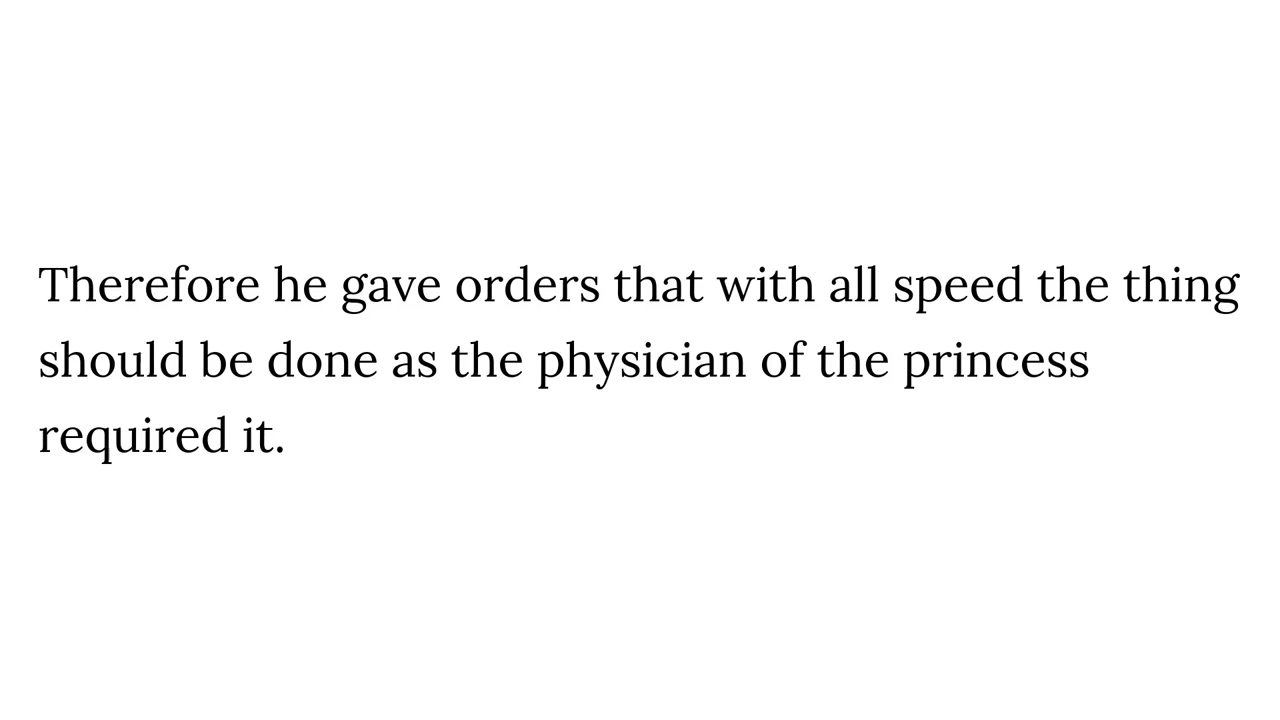 Therefore he gave orders that with all speed the thing
should be done as the physician of the princess
required it.